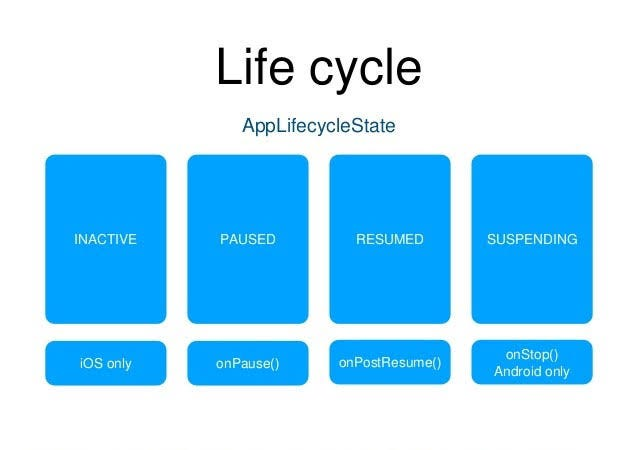 Life cycle
AppLifecycleState
INACTIVE
PAUSED
RESUMED
SUSPENDING
iOS only
onPause()
onPostResume()
onStop()
Android only